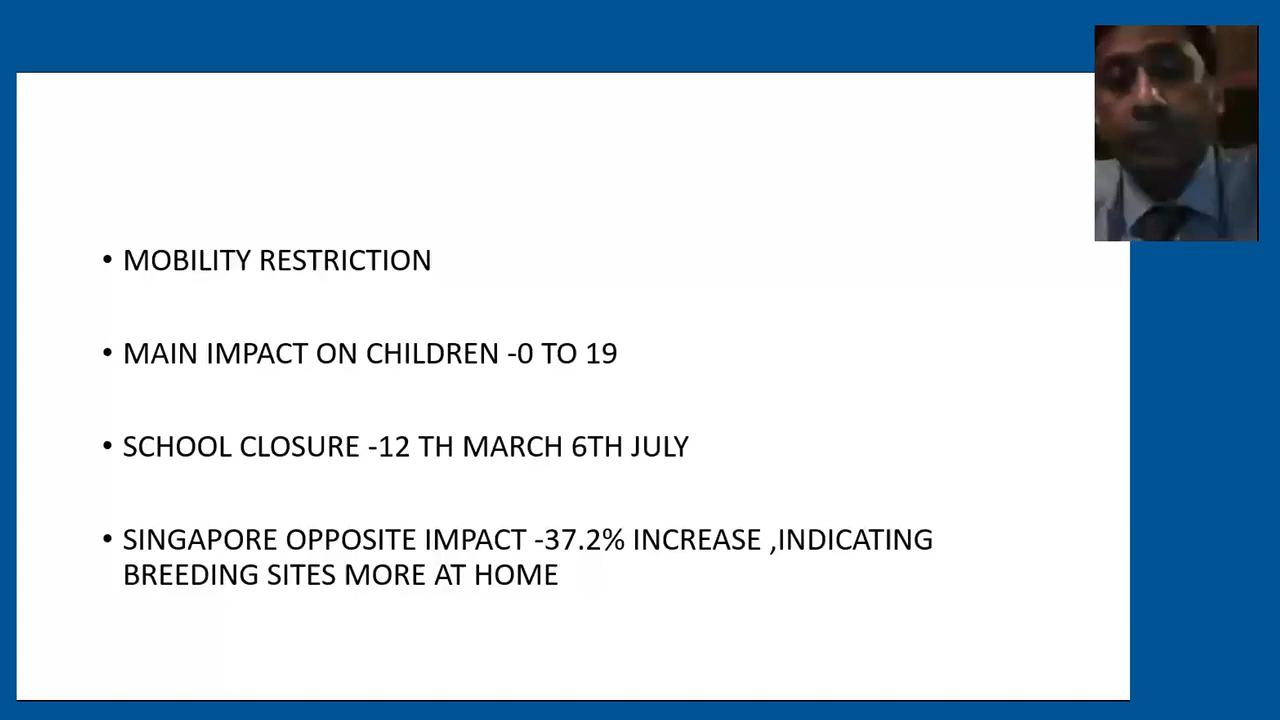 • MOBILITY RESTRICTION
• MAIN IMPACT ON CHILDREN -0 TO 19
• SCHOOL CLOSURE -12 TH MARCH 6TH JULY
• SINGAPORE OPPOSITE IMPACT -37.2% INCREASE ,INDICATING
BREEDING SITES MORE AT HOME